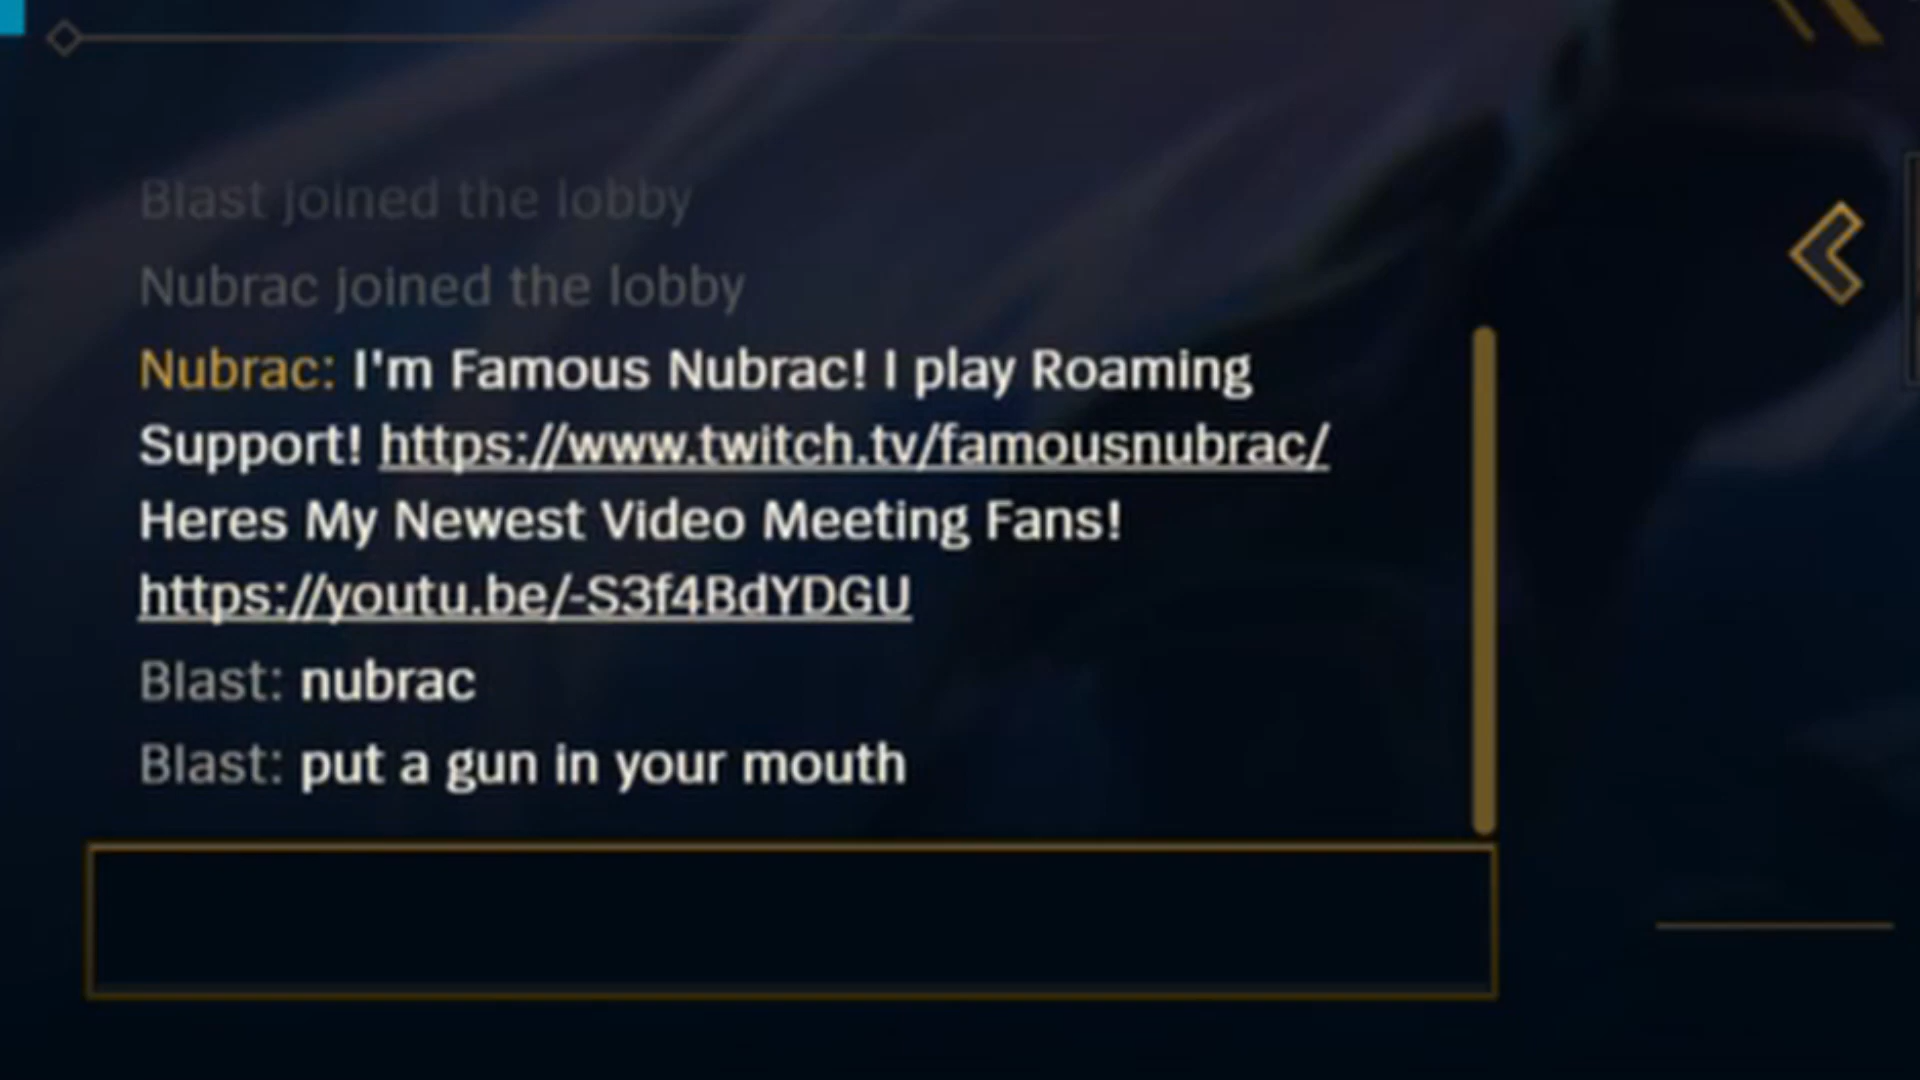 Blast joined the lobby
Nubrac joined the lobby
Nubrac: I'm Famous Nubrac! I play Roaming
Support! https://www.twitch.tv/famousnubrac/
Heres My Newest Video Meeting Fans!
https://youtu.be/-S3f4BdYDGU
Blast: nubrac
Blast: put a gun in your mouth